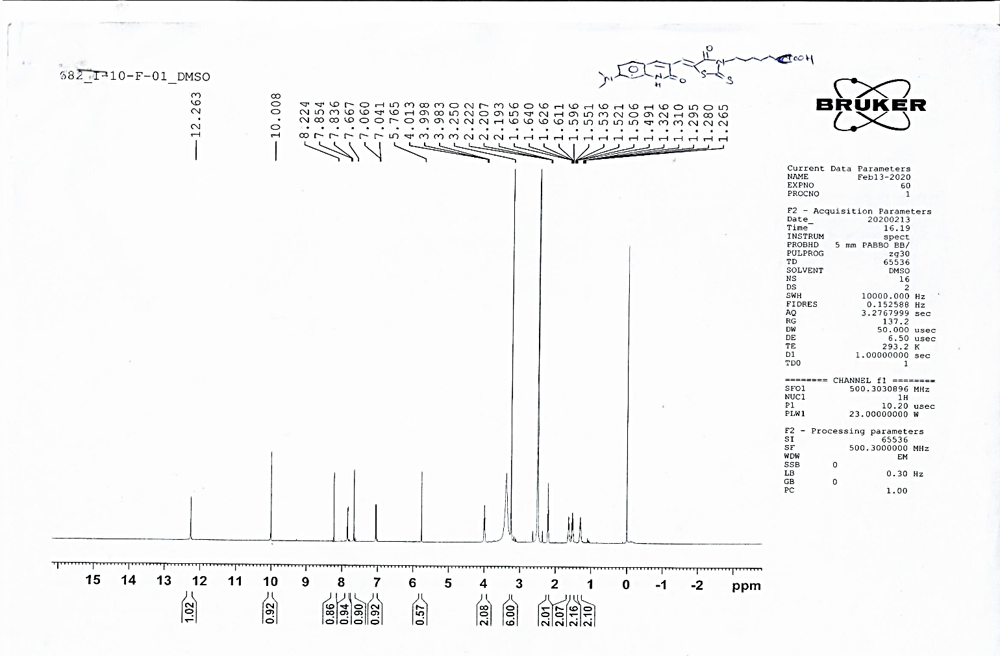 682_I-10-F-01_DMSO
O
COOH
N
S
S
N
N
H
O
12.263
10.008
8.224
7.854
7.836
7.667
7.060
7.041
5.765
4.013
3.998
3.983
3.250
2.222
2.207
2.193
1.655
1.640
1.626
1.611
1.596
1.551
1.536
1.521
1.506
1.491
1.326
1.310
1.295
1.280
1.265
BRUKER
Current Data Parameters
NAME Feb13-2020
EXPNO 60
PROCNO 1
F2 - Acquisition Parameters
Date_ 20200213
Time 16.19
INSTRUM spect
PROBHD 5 mm PABBO BB/
PULPROG zg30
TD 65536
SOLVENT DMSO
NS 16
DS 2
SWH 10000.000 Hz
FIDRES 0.152588 Hz
AQ 3.2767999 sec
RG 137.2
DW 50.000 usec
DE 6.50 usec
TE 293.2 K
D1 1.00000000 sec
TD0 1
======== CHANNEL f1 ========
SFO1 500.3030896 MHz
NUC1 1H
P1 10.20 usec
PLW1 23.00000000 W
F2 - Processing parameters
SI 65536
SF 500.3000000 MHz
WDW EM
SSB 0
LB 0.30 Hz
GB 0
PC 1.00
15 14 13 12 11 10 9 8 7 6 5 4 3 2 1 0 -1 -2 ppm
1.02
0.92
0.86
0.94
0.90
0.92
0.57
2.08
6.00
2.01
2.07
2.16
2.10